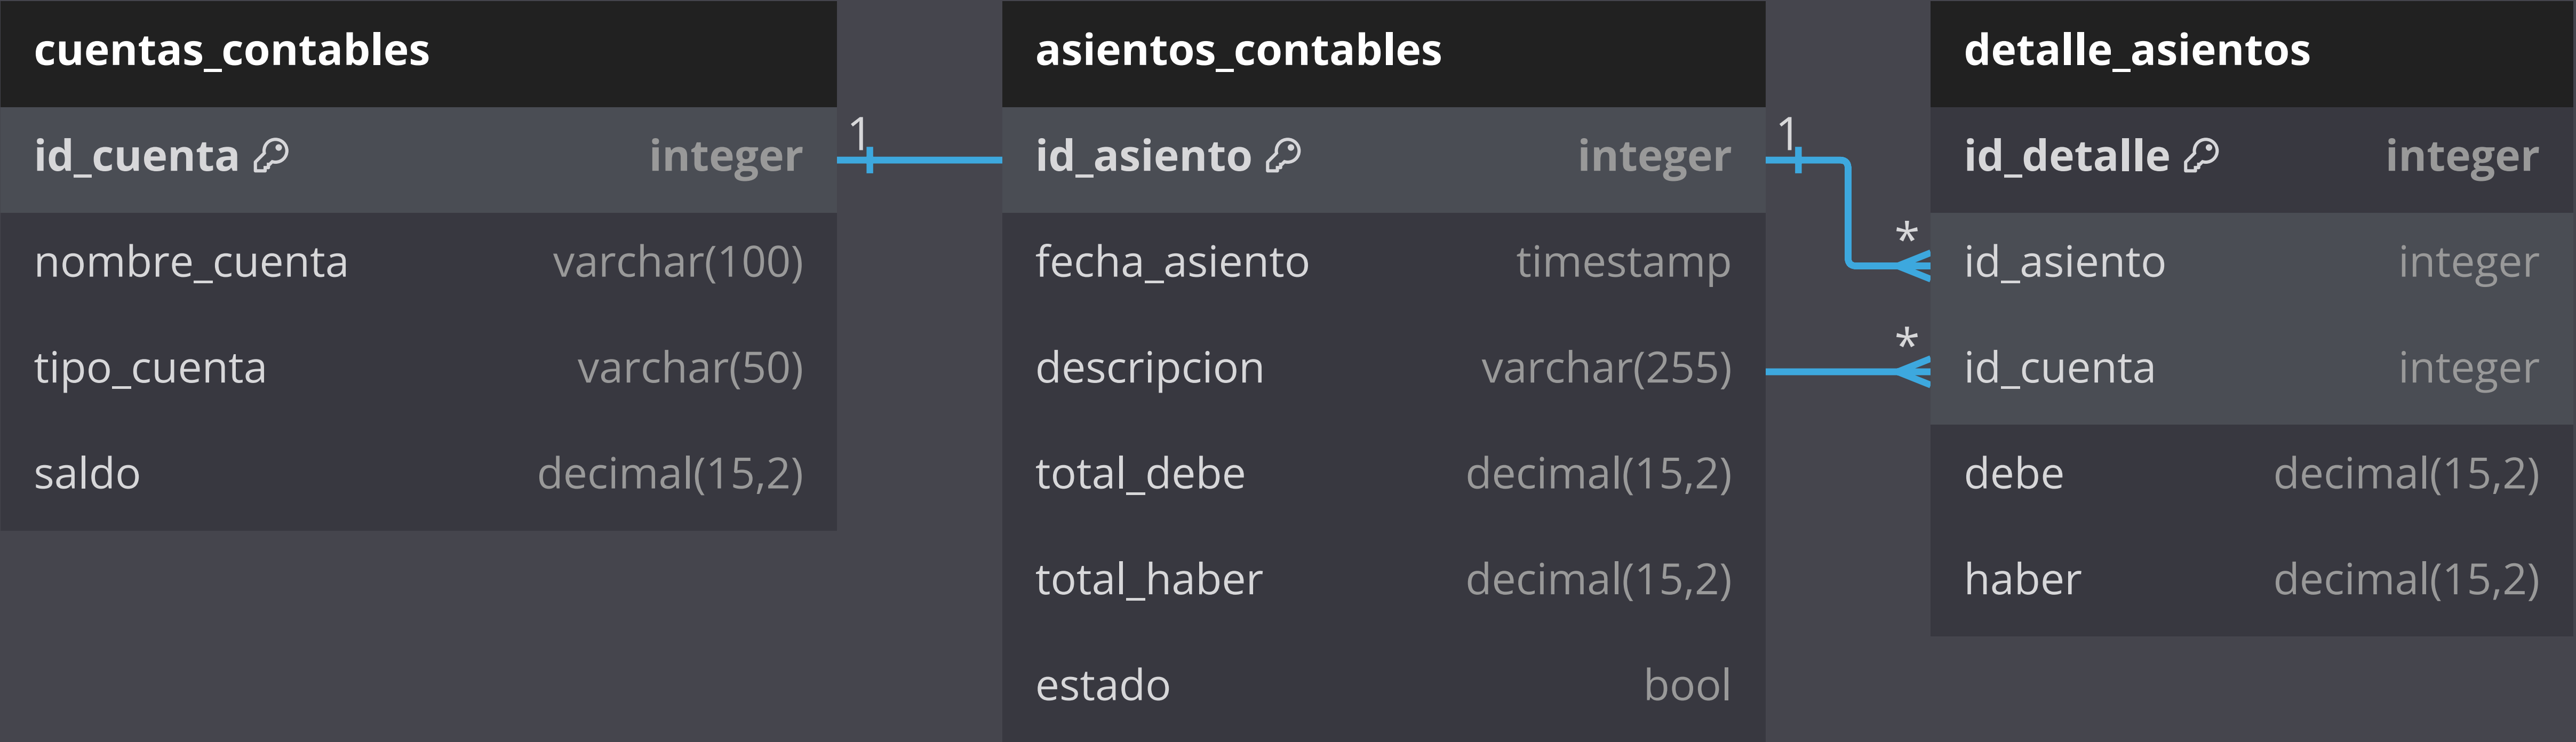 cuentas_contables
id_cuenta integer
nombre_cuenta varchar(100)
tipo_cuenta varchar(50)
saldo decimal(15,2)
1
asientos_contables
id_asiento integer
fecha_asiento timestamp
descripcion varchar(255)
total_debe decimal(15,2)
total_haber decimal(15,2)
estado bool
1
*
*
detalle_asientos
id_detalle integer
id_asiento integer
id_cuenta integer
debe decimal(15,2)
haber decimal(15,2)